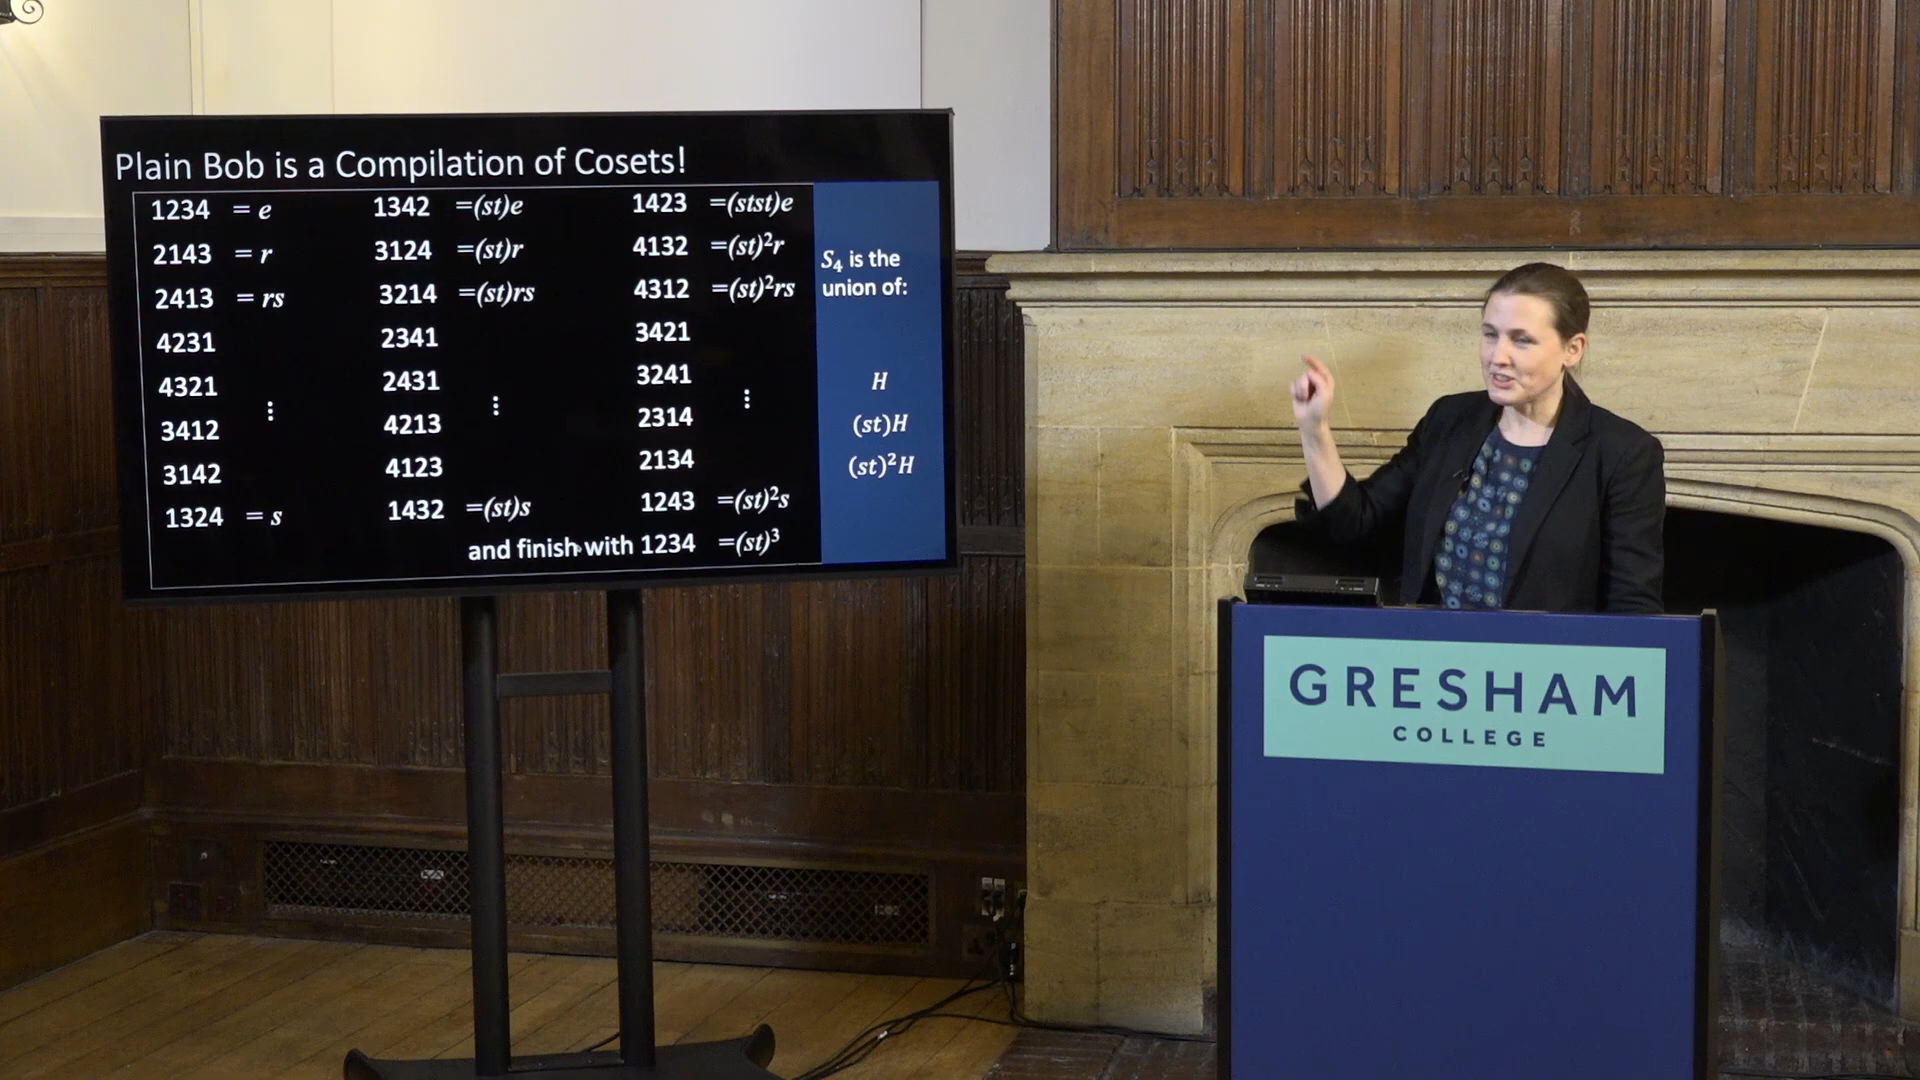 Plain Bob is a Compilation of Cosets!
1234 = e 1342 =(st)e 1423 =(stst)e
2143 = r 3124 =(st)r 4132 =(st)²r
2413 = rs 3214 =(st)rs 4312 =(st)²rs
4231 2341 3421
4321 2431 3241
⋮ ⋮ ⋮
3412 4213 2314
3142 4123 2134
1324 = s 1432 =(st)s 1243 =(st)²s
and finish with 1234 =(st)³
S₄ is the
union of:
H
(st)H
(st)²H
GRESHAM
COLLEGE